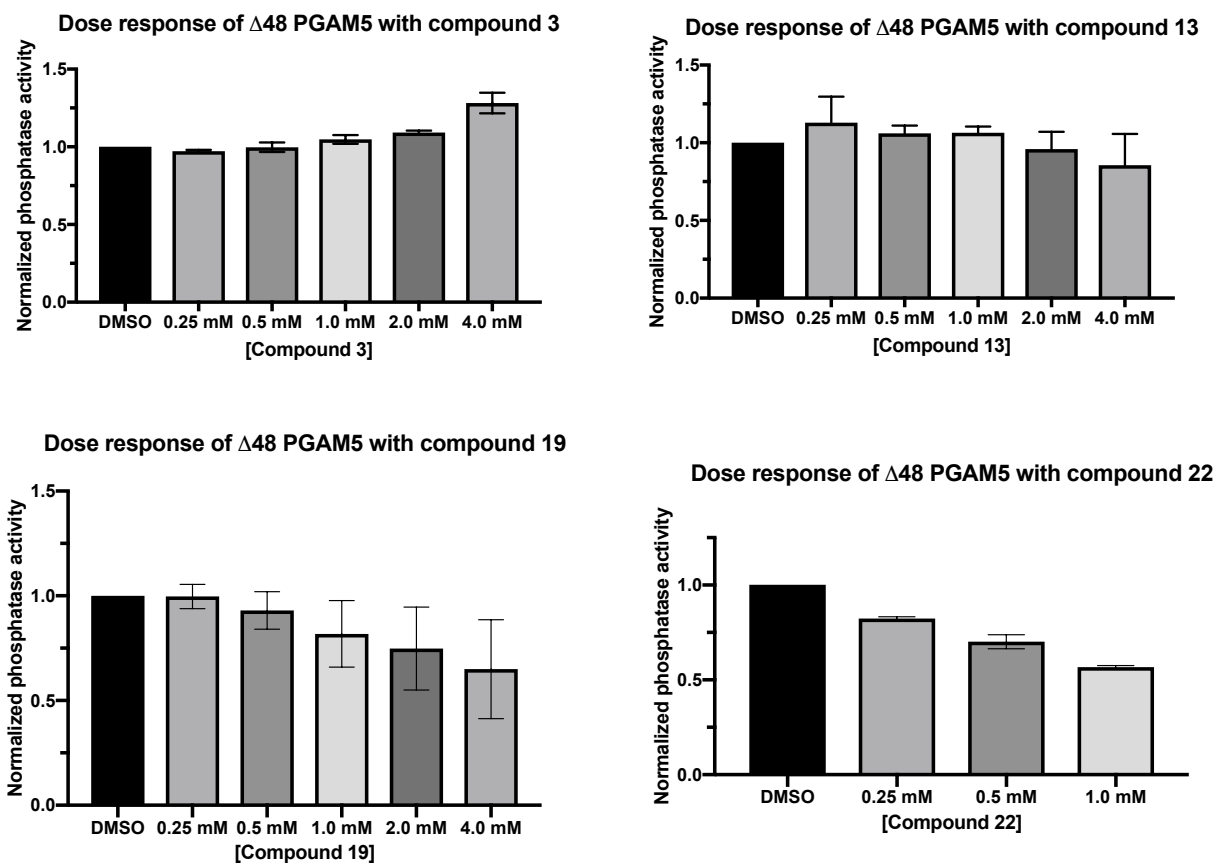 Dose response of Δ48 PGAM5 with compound 3
Normalized phosphatase activity
1.5
1.0
0.5
0.0
DMSO 0.25 mM 0.5 mM 1.0 mM 2.0 mM 4.0 mM
[Compound 3]
Dose response of Δ48 PGAM5 with compound 13
Normalized phosphatase activity
1.5
1.0
0.5
0.0
DMSO 0.25 mM 0.5 mM 1.0 mM 2.0 mM 4.0 mM
[Compound 13]
Dose response of Δ48 PGAM5 with compound 19
Normalized phosphatase activity
1.5
1.0
0.5
0.0
DMSO 0.25 mM 0.5 mM 1.0 mM 2.0 mM 4.0 mM
[Compound 19]
Dose response of Δ48 PGAM5 with compound 22
Normalized phosphatase activity
1.0
0.5
0.0
DMSO 0.25 mM 0.5 mM 1.0 mM
[Compound 22]